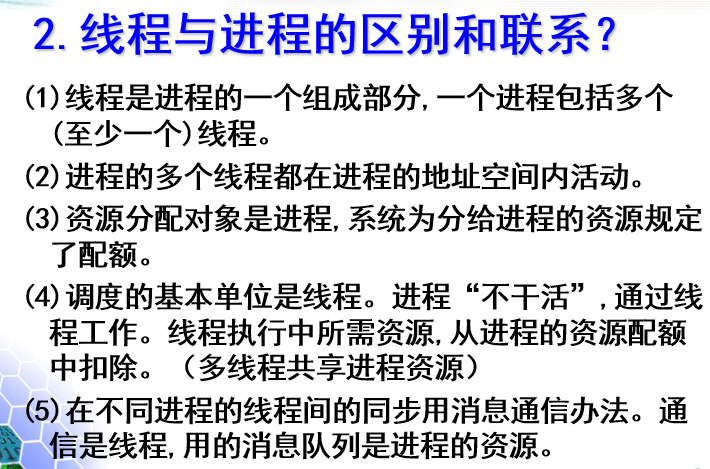 2.线程与进程的区别和联系？
(1)线程是进程的一个组成部分,一个进程包括多个
(至少一个)线程。
(2)进程的多个线程都在进程的地址空间内活动。
(3)资源分配对象是进程,系统为分给进程的资源规定
了配额。
(4)调度的基本单位是线程。进程“不干活”,通过线
程工作。线程执行中所需资源,从进程的资源配额
中扣除。（多线程共享进程资源）
(5)在不同进程的线程间的同步用消息通信办法。通
信是线程,用的消息队列是进程的资源。